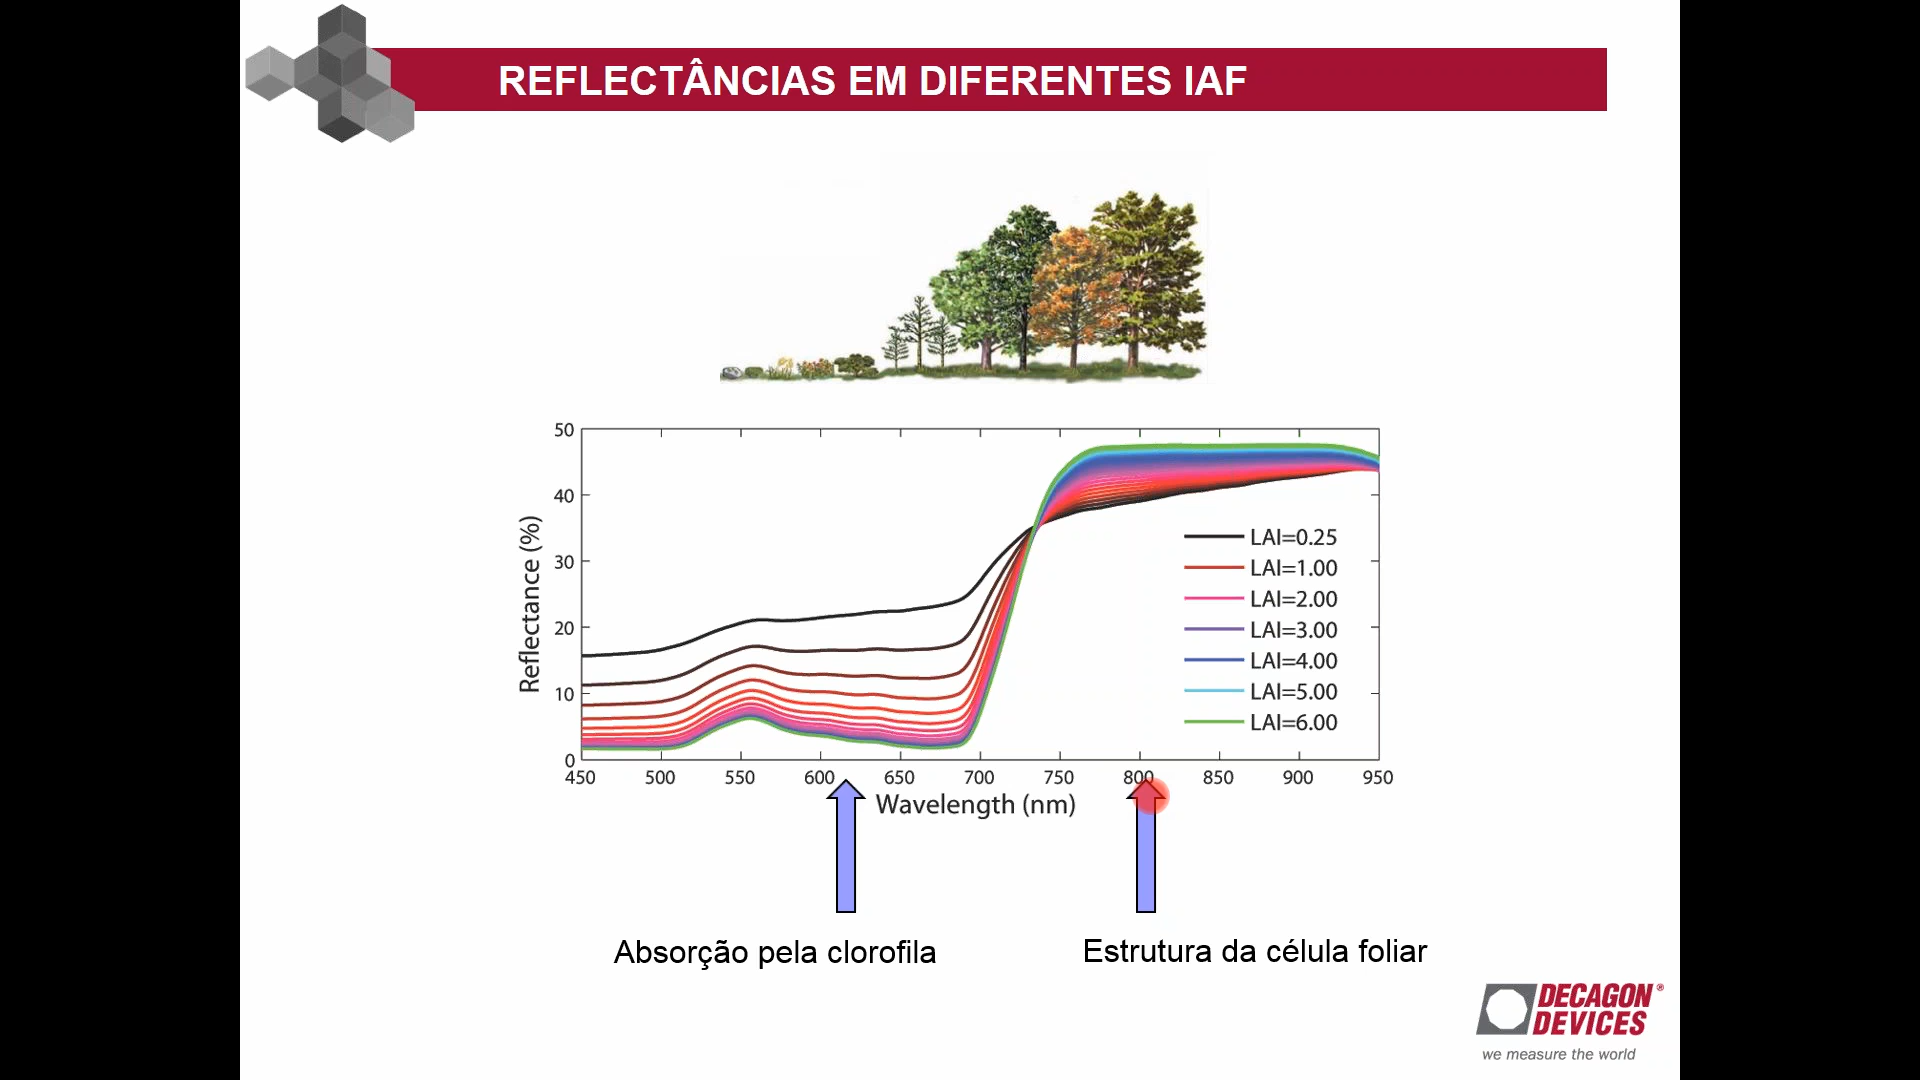 REFLECTÂNCIAS EM DIFERENTES IAF
50
40
30
20
10
0
Reflectance (%)
LAI=0.25
LAI=1.00
LAI=2.00
LAI=3.00
LAI=4.00
LAI=5.00
LAI=6.00
450 500 550 600 650 700 750 800 850 900 950
Wavelength (nm)
Absorção pela clorofila
Estrutura da célula foliar
DECAGON®
DEVICES
we measure the world